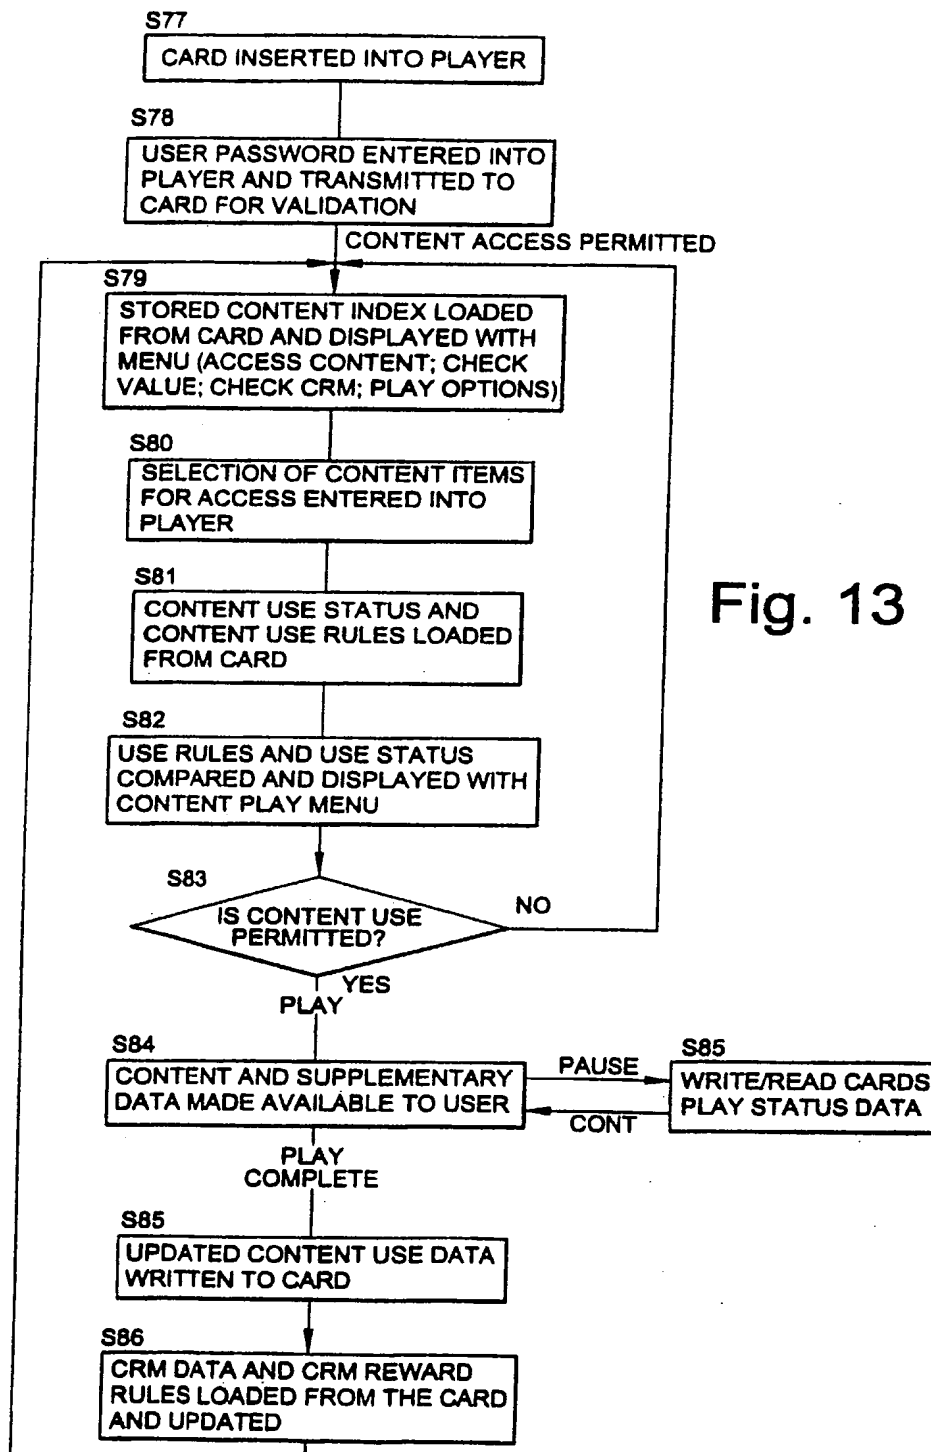 S77
CARD INSERTED INTO PLAYER
S78
USER PASSWORD ENTERED INTO
PLAYER AND TRANSMITTED TO
CARD FOR VALIDATION
CONTENT ACCESS PERMITTED
S79
STORED CONTENT INDEX LOADED
FROM CARD AND DISPLAYED WITH
MENU (ACCESS CONTENT; CHECK
VALUE; CHECK CRM; PLAY OPTIONS)
S80
SELECTION OF CONTENT ITEMS
FOR ACCESS ENTERED INTO
PLAYER
S81
CONTENT USE STATUS AND
CONTENT USE RULES LOADED
FROM CARD
Fig. 13
S82
USE RULES AND USE STATUS
COMPARED AND DISPLAYED WITH
CONTENT PLAY MENU
S83
IS CONTENT USE
PERMITTED?
NO
YES
PLAY
S84
CONTENT AND SUPPLEMENTARY
DATA MADE AVAILABLE TO USER
PAUSE
CONT
S85
WRITE/READ CARDS
PLAY STATUS DATA
PLAY
COMPLETE
S85
UPDATED CONTENT USE DATA
WRITTEN TO CARD
S86
CRM DATA AND CRM REWARD
RULES LOADED FROM THE CARD
AND UPDATED